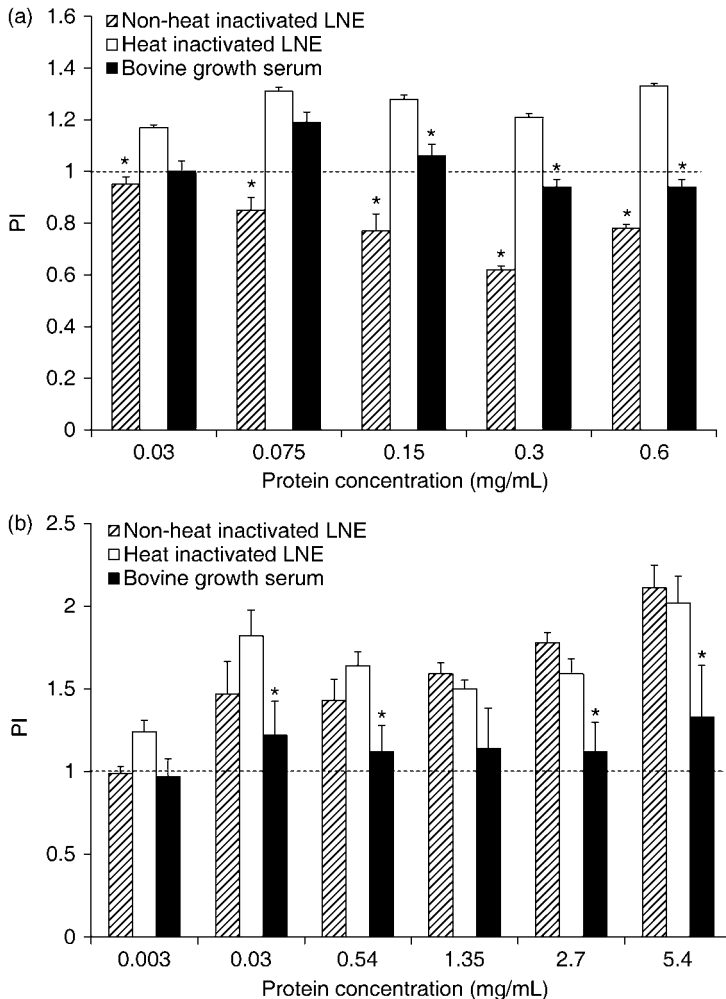 (a)
1.6
1.4
1.2
1
0.8
0.6
0.4
0.2
0
PI
Non-heat inactivated LNE
Heat inactivated LNE
Bovine growth serum
* * * * * * * *
0.03 0.075 0.15 0.3 0.6
Protein concentration (mg/mL)
(b)
2.5
2
1.5
1
0.5
0
PI
Non-heat inactivated LNE
Heat inactivated LNE
Bovine growth serum
* * * *
0.003 0.03 0.54 1.35 2.7 5.4
Protein concentration (mg/mL)